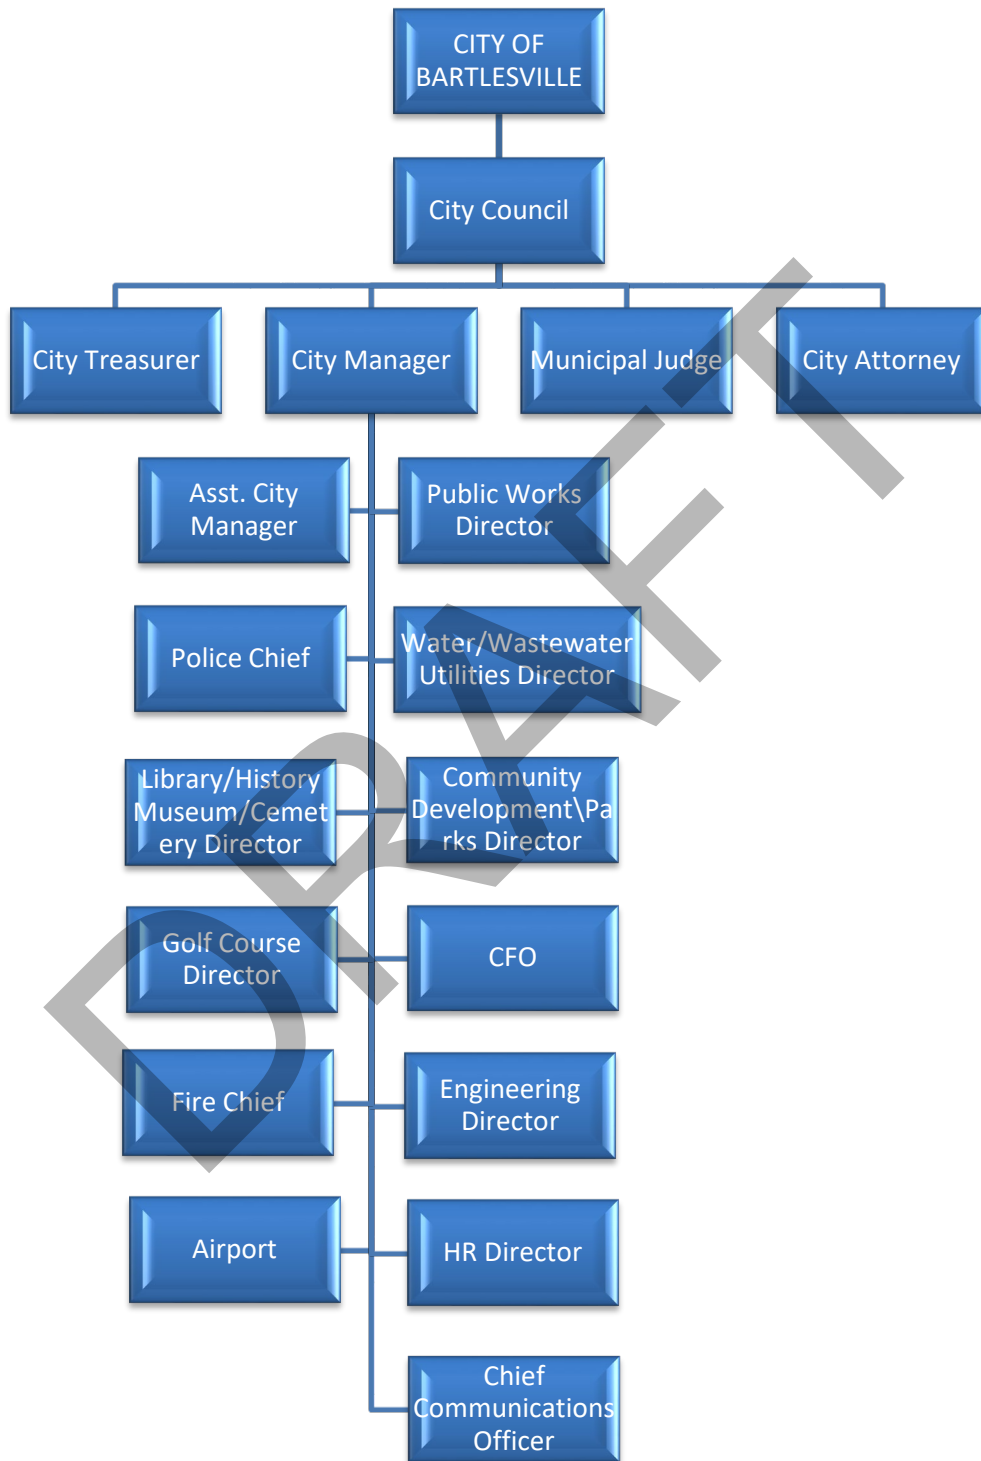 CITY OF
BARTLESVILLE
City Council
City Treasurer
City Manager
Municipal Judge
City Attorney
Asst. City
Manager
Public Works
Director
Police Chief
Water/Wastewater
Utilities Director
Library/History
Museum/Cemet
ery Director
Community
Development\Pa
rks Director
Golf Course
Director
CFO
Fire Chief
Engineering
Director
Airport
HR Director
Chief
Communications
Officer
DRAFT